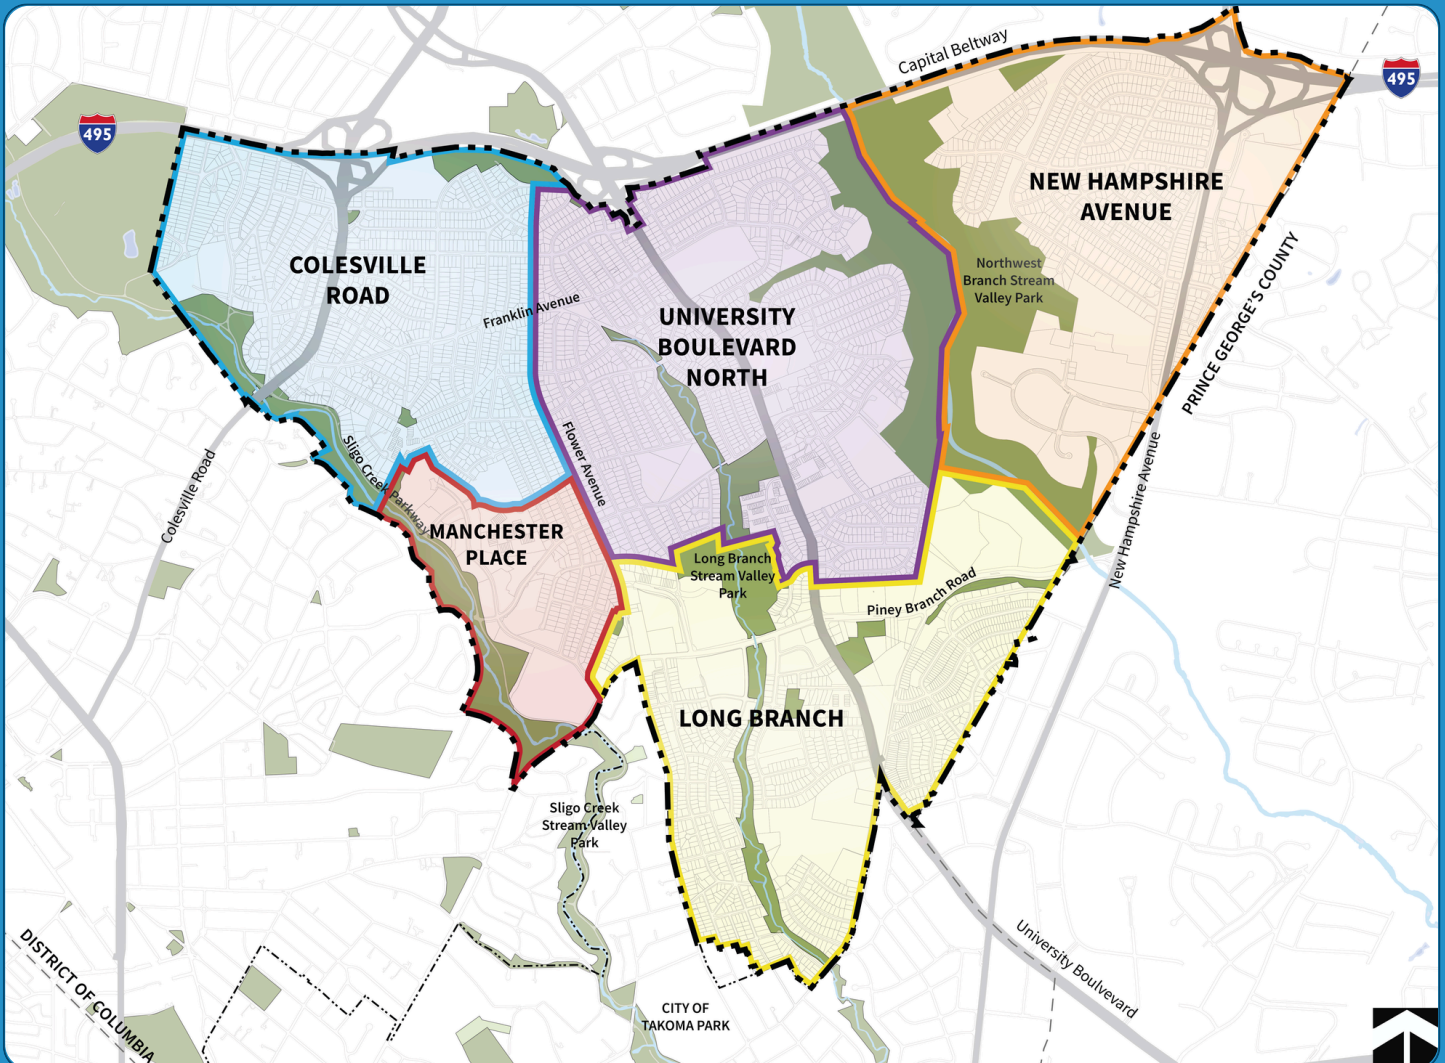 Capital Beltway
495
495
NEW HAMPSHIRE
AVENUE
COLESVILLE
ROAD
Northwest
Branch Stream
Valley Park
PRINCE GEORGE'S COUNTY
Franklin Avenue
UNIVERSITY
BOULEVARD
NORTH
Flower Avenue
Sligo Creek Parkway
Colesville Road
New Hampshire Avenue
MANCHESTER
PLACE
Long Branch
Stream Valley
Park
Piney Branch Road
LONG BRANCH
Sligo Creek
Stream Valley
Park
University Boulvevard
DISTRICT OF COLUMBIA
CITY OF
TAKOMA PARK